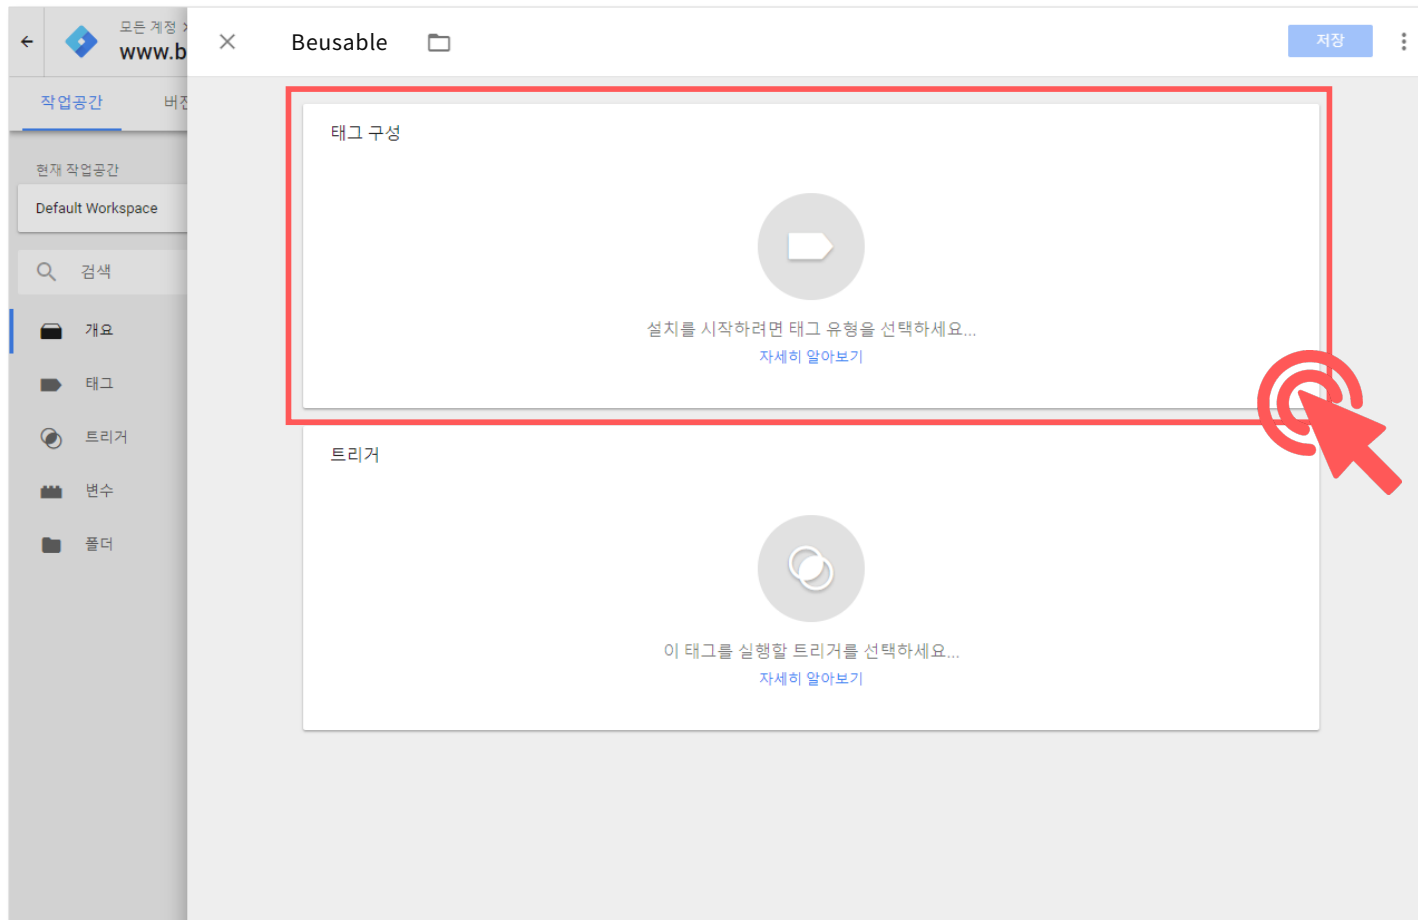 모든 계정
www.b
Beusable
저장
작업공간
현재 작업공간
Default Workspace
검색
개요
태그
트리거
변수
폴더
태그 구성
설치를 시작하려면 태그 유형을 선택하세요...
자세히 알아보기
트리거
이 태그를 실행할 트리거를 선택하세요...
자세히 알아보기